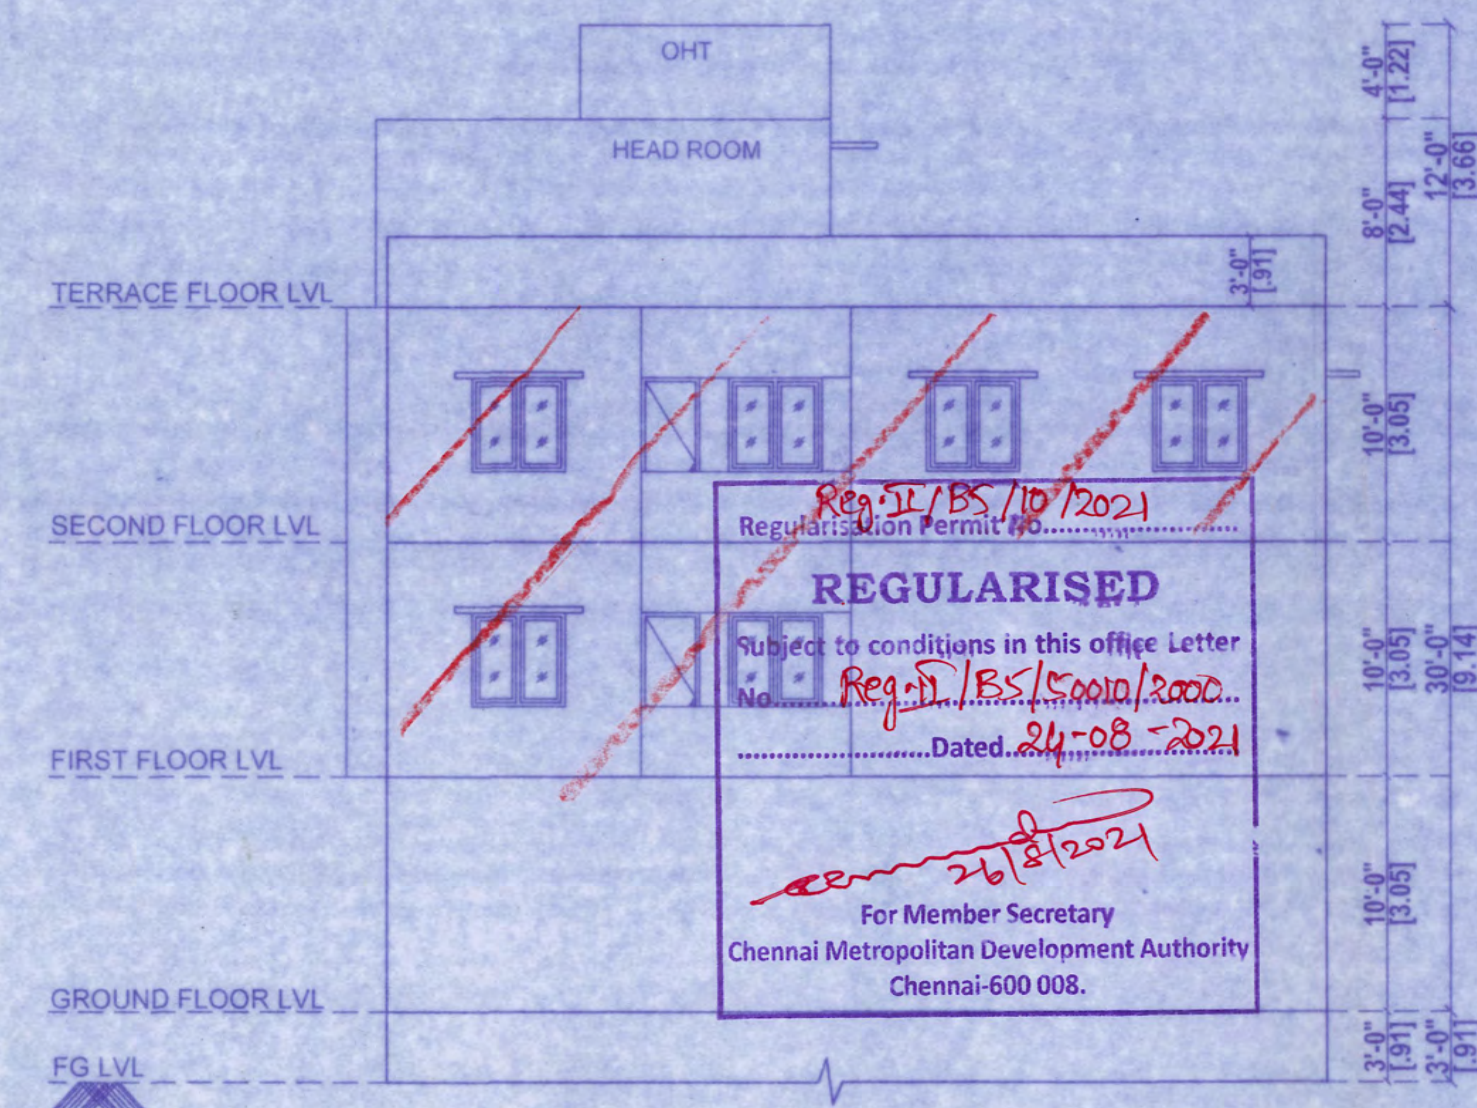 OHT
4'-0"
[1.22]
HEAD ROOM
8'-0"
[2.44]
12'-0"
[3.66]
3'-0"
[.91]
TERRACE FLOOR LVL
10'-0"
[3.05]
SECOND FLOOR LVL
Reg.II/B5/10/2021
Regularisation Permit No.
REGULARISED
Subject to conditions in this office Letter
No. Reg-II/B5/50010/2000
Dated 24-08-2021
10'-0"
[3.05]
30'-0"
[9.14]
FIRST FLOOR LVL
26/8/2021
For Member Secretary
Chennai Metropolitan Development Authority
Chennai-600 008.
10'-0"
[3.05]
GROUND FLOOR LVL
FG LVL
3'-0"
[.91]
3'-0"
[.91]